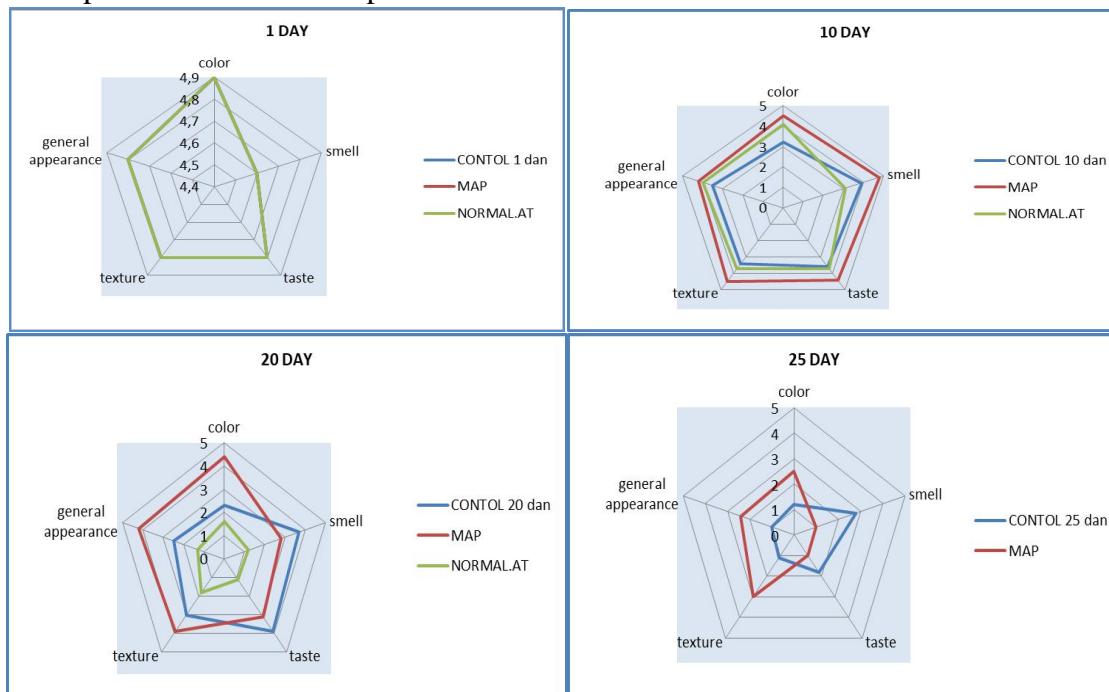 1 DAY
color
4,9
4,8
4,7
4,6
4,5
4,4
smell
taste
texture
general
appearance
CONTOL 1 dan
MAP
NORMAL.AT
10 DAY
color
5
4
3
2
1
0
smell
taste
texture
general
appearance
CONTOL 10 dan
MAP
NORMAL.AT
20 DAY
color
5
4
3
2
1
0
smell
taste
texture
general
appearance
CONTOL 20 dan
MAP
NORMAL.AT
25 DAY
color
5
4
3
2
1
0
smell
taste
texture
general
appearance
CONTOL 25 dan
MAP